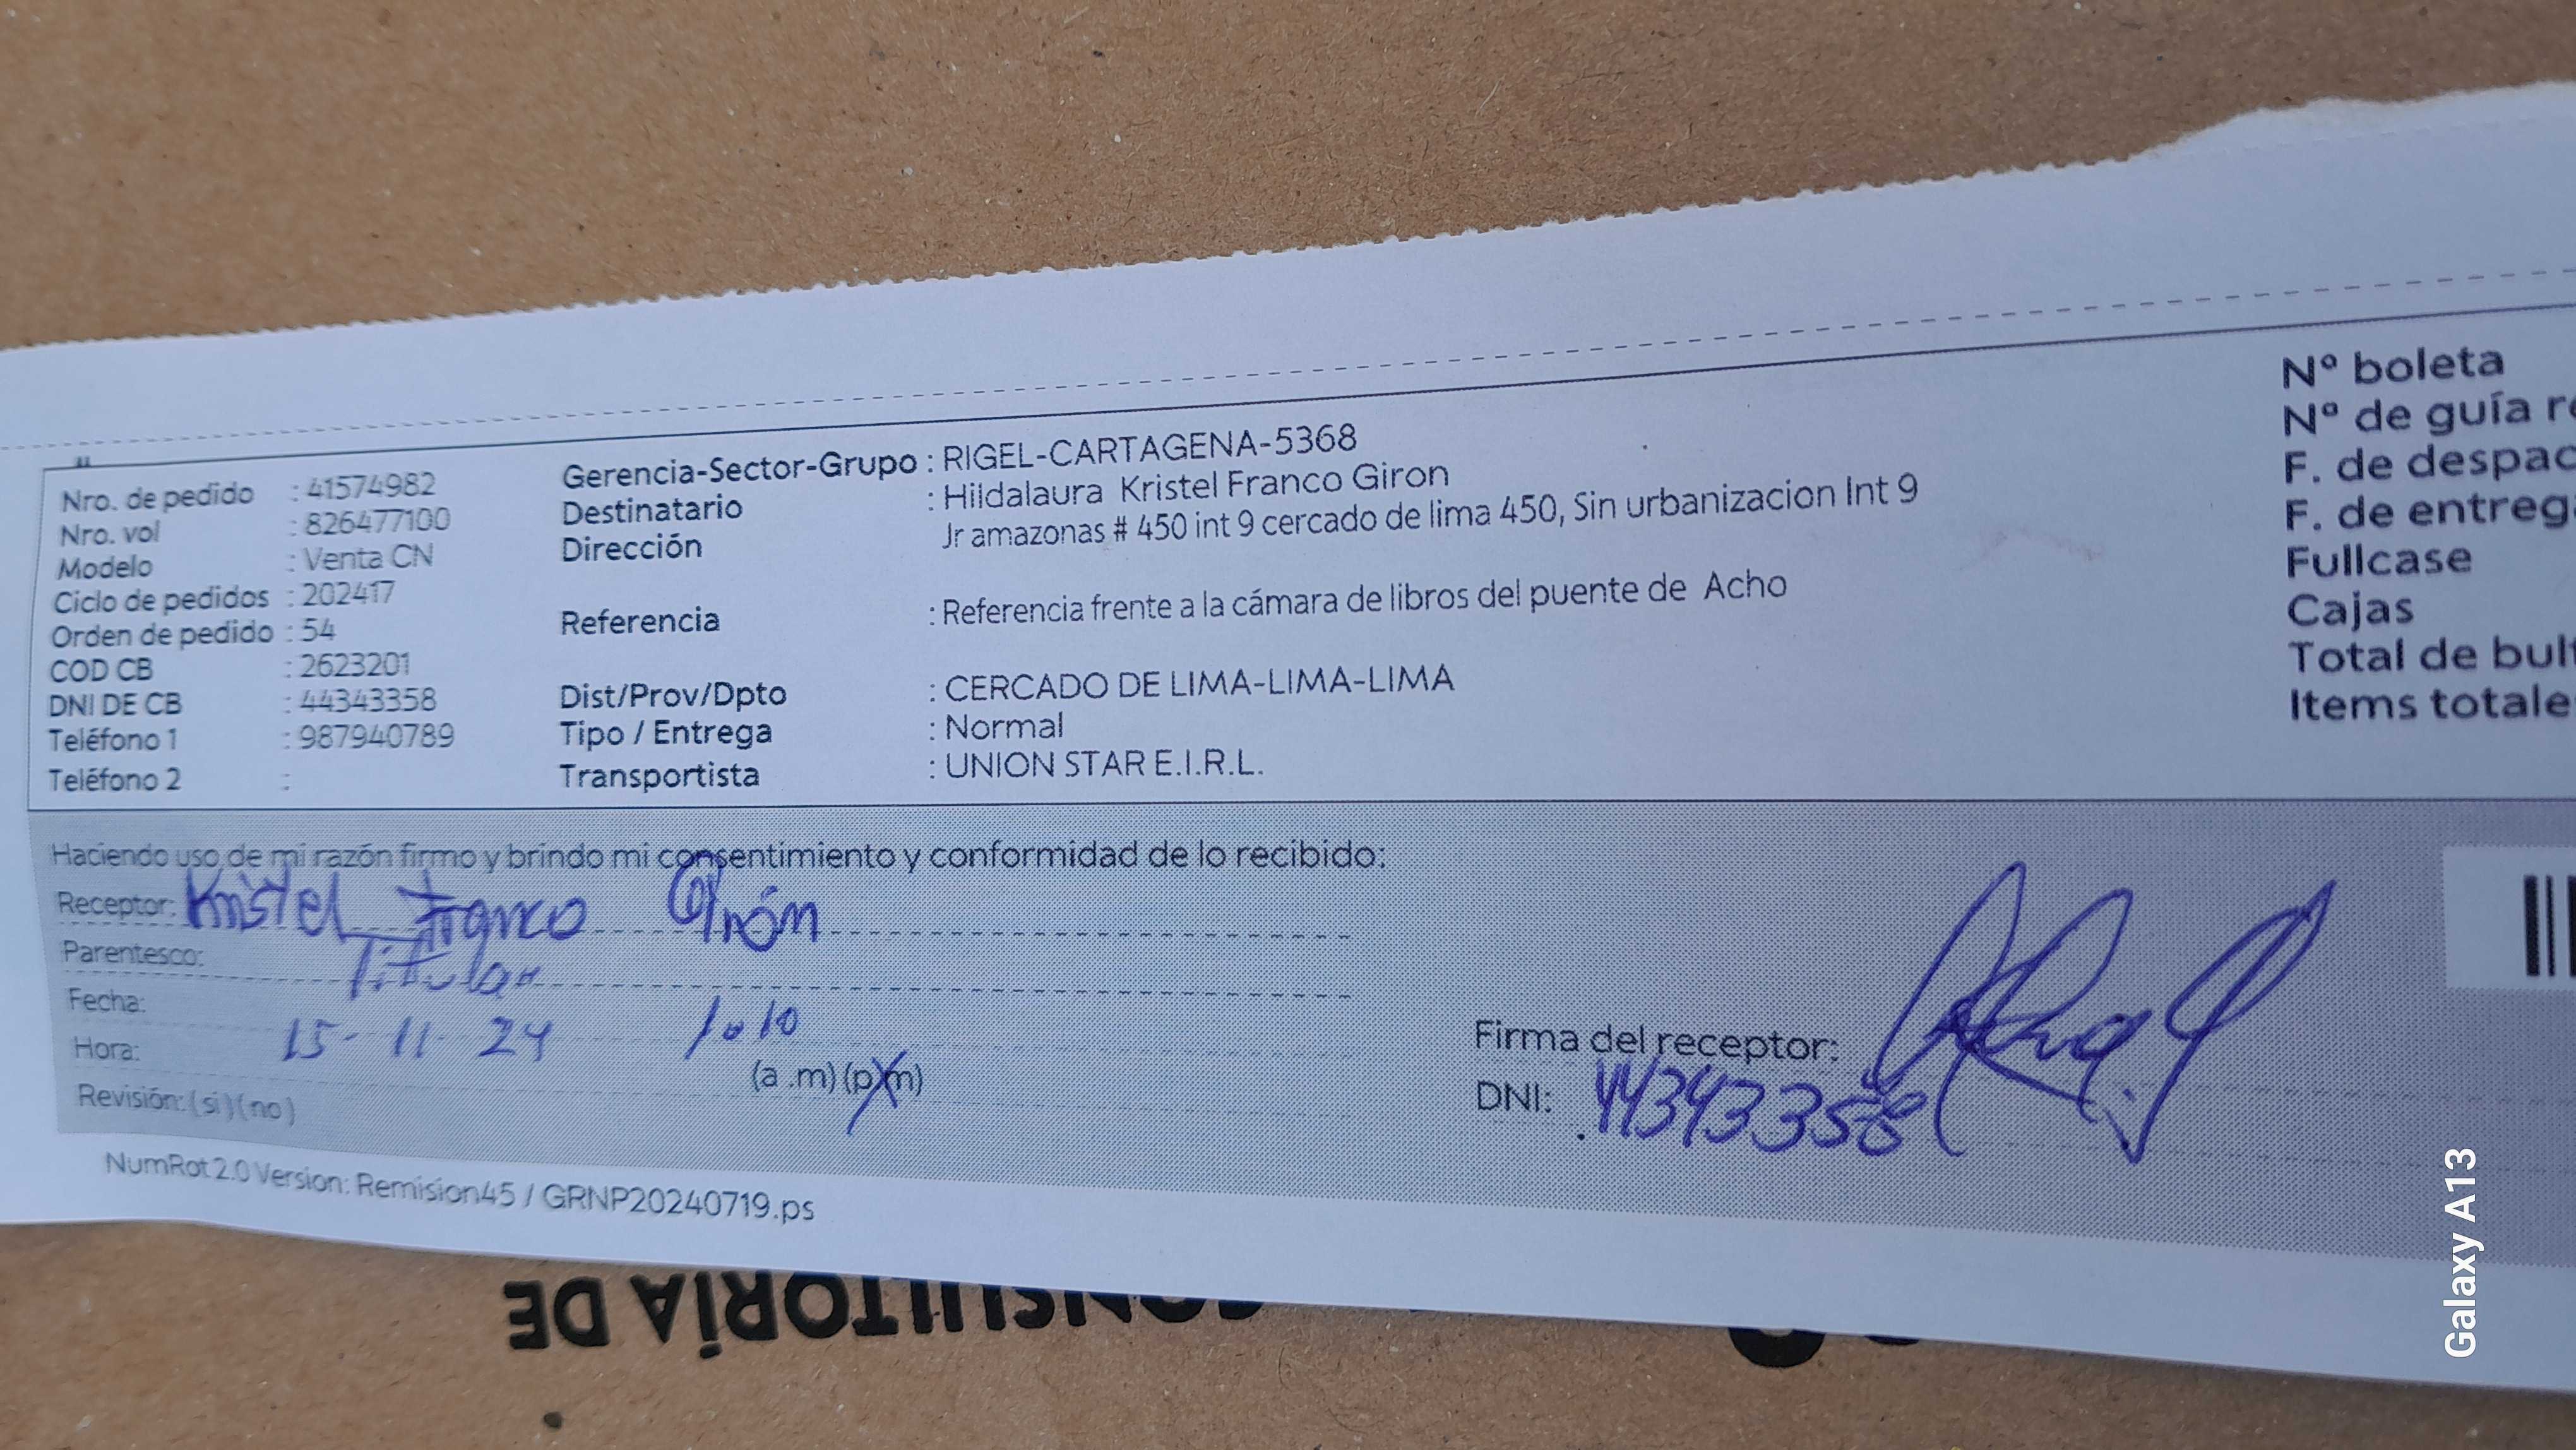 Nro. de pedido : 41574982
Nro. vol : 826477100
Modelo : Venta CN
Ciclo de pedidos : 202417
Orden de pedido : 54
COD CB : 2623201
DNI DE CB : 44343358
Teléfono 1 : 987940789
Teléfono 2 :
Gerencia-Sector-Grupo : RIGEL-CARTAGENA-5368
Destinatario : Hildalaura Kristel Franco Giron
Dirección Jr amazonas # 450 int 9 cercado de lima 450, Sin urbanizacion Int 9
Referencia : Referencia frente a la cámara de libros del puente de Acho
Dist/Prov/Dpto : CERCADO DE LIMA-LIMA-LIMA
Tipo / Entrega : Normal
Transportista : UNION STAR E.I.R.L.
Nº boleta
Nº de guía re
F. de despac
F. de entrega
Fullcase
Cajas
Total de bult
Items totale
Haciendo uso de mi razón firmo y brindo mi consentimiento y conformidad de lo recibido:
Receptor: Kristel Franco Girón
Parentesco: Titular
Fecha: 15-11-24
Hora: 1:10 (a .m) (pm)
Revisión: (si) (no)
Firma del receptor:
DNI: 44343358
NumRot 2.0 Version: Remision45 / GRNP20240719.ps
ONSULTORÍA DE
Galaxy A13